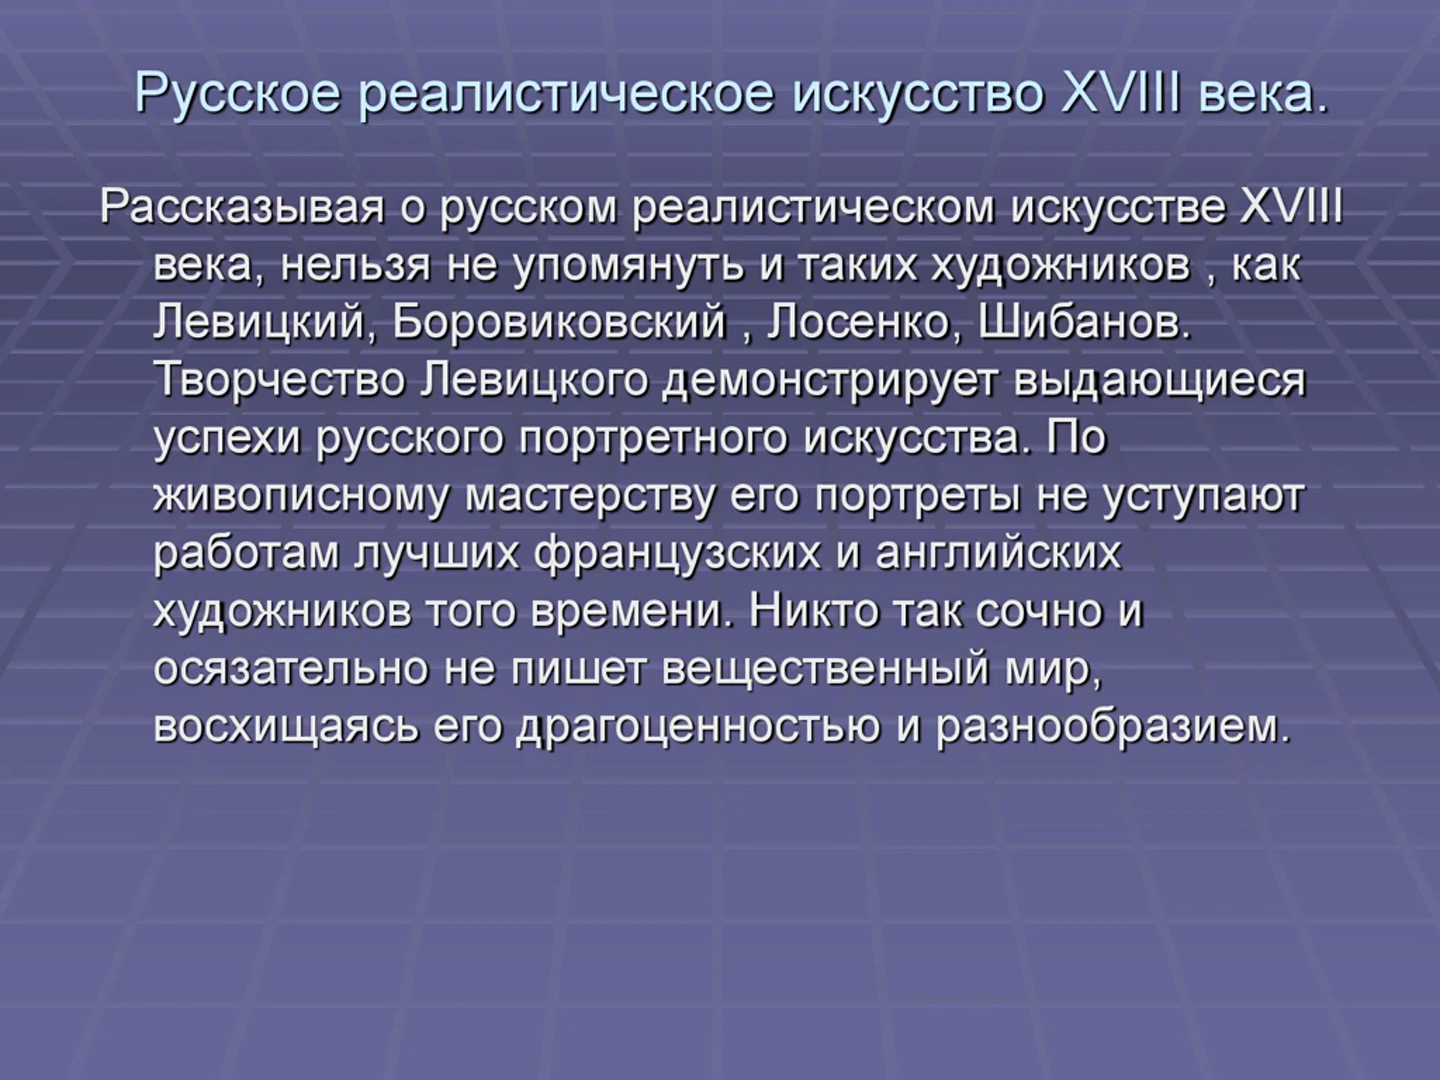 Русское реалистическое искусство XVIII века.
Рассказывая о русском реалистическом искусстве XVIII
века, нельзя не упомянуть и таких художников , как
Левицкий, Боровиковский , Лосенко, Шибанов.
Творчество Левицкого демонстрирует выдающиеся
успехи русского портретного искусства. По
живописному мастерству его портреты не уступают
работам лучших французских и английских
художников того времени. Никто так сочно и
осязательно не пишет вещественный мир,
восхищаясь его драгоценностью и разнообразием.